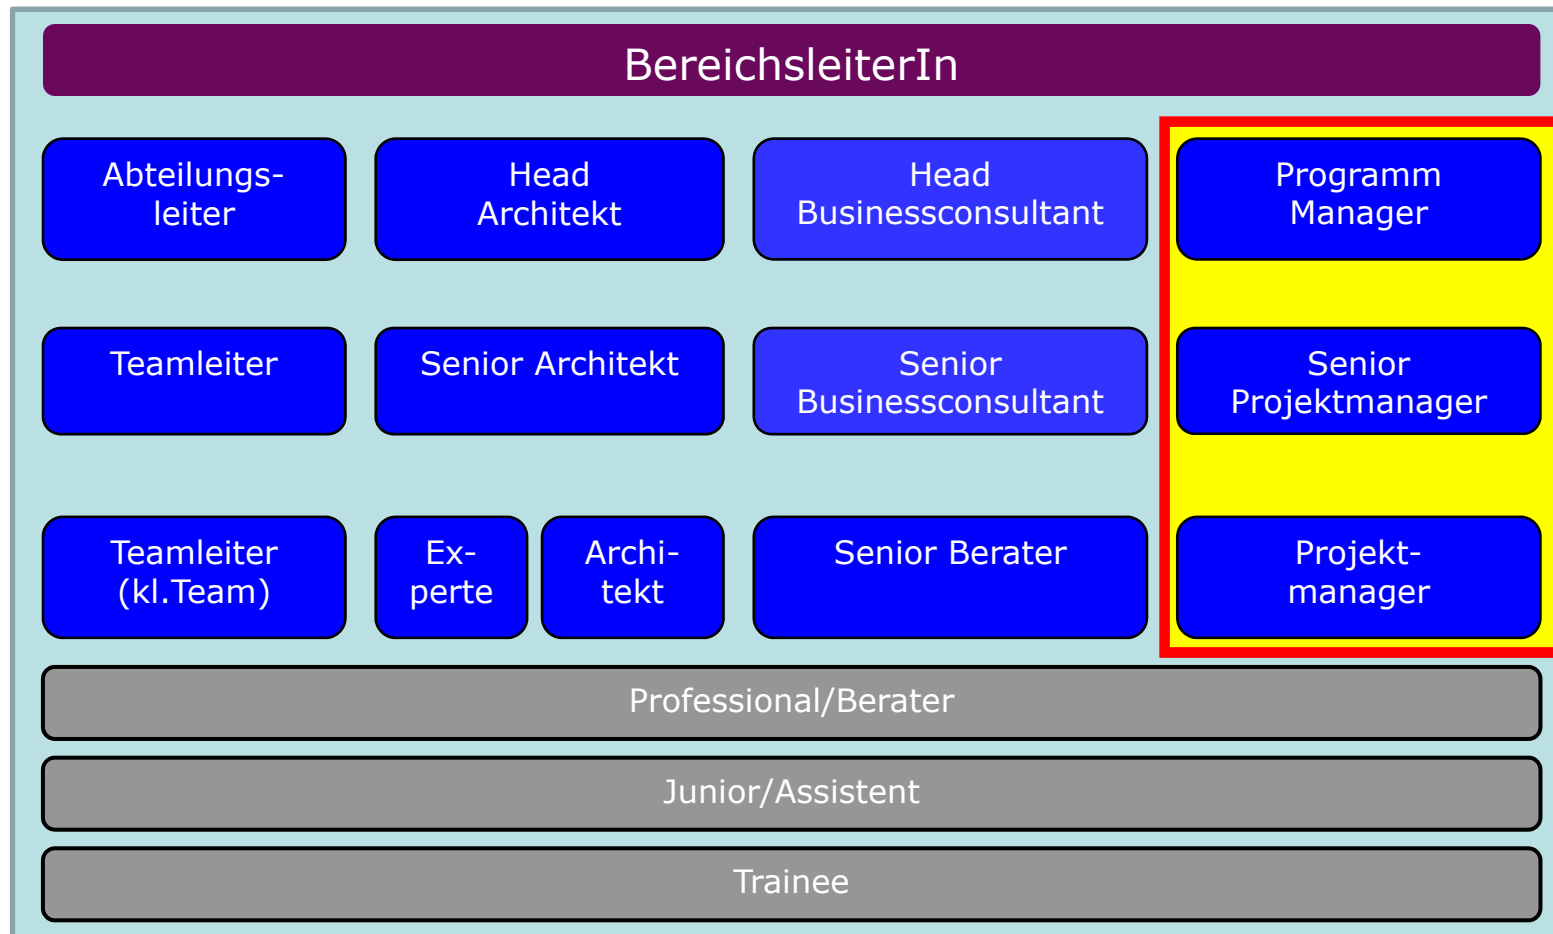 BereichsleiterIn
Abteilungs-
leiter
Head
Architekt
Head
Businessconsultant
Programm
Manager
Teamleiter
Senior Architekt
Senior
Businessconsultant
Senior
Projektmanager
Teamleiter
(kl.Team)
Ex-
perte
Archi-
tekt
Senior Berater
Projekt-
manager
Professional/Berater
Junior/Assistent
Trainee